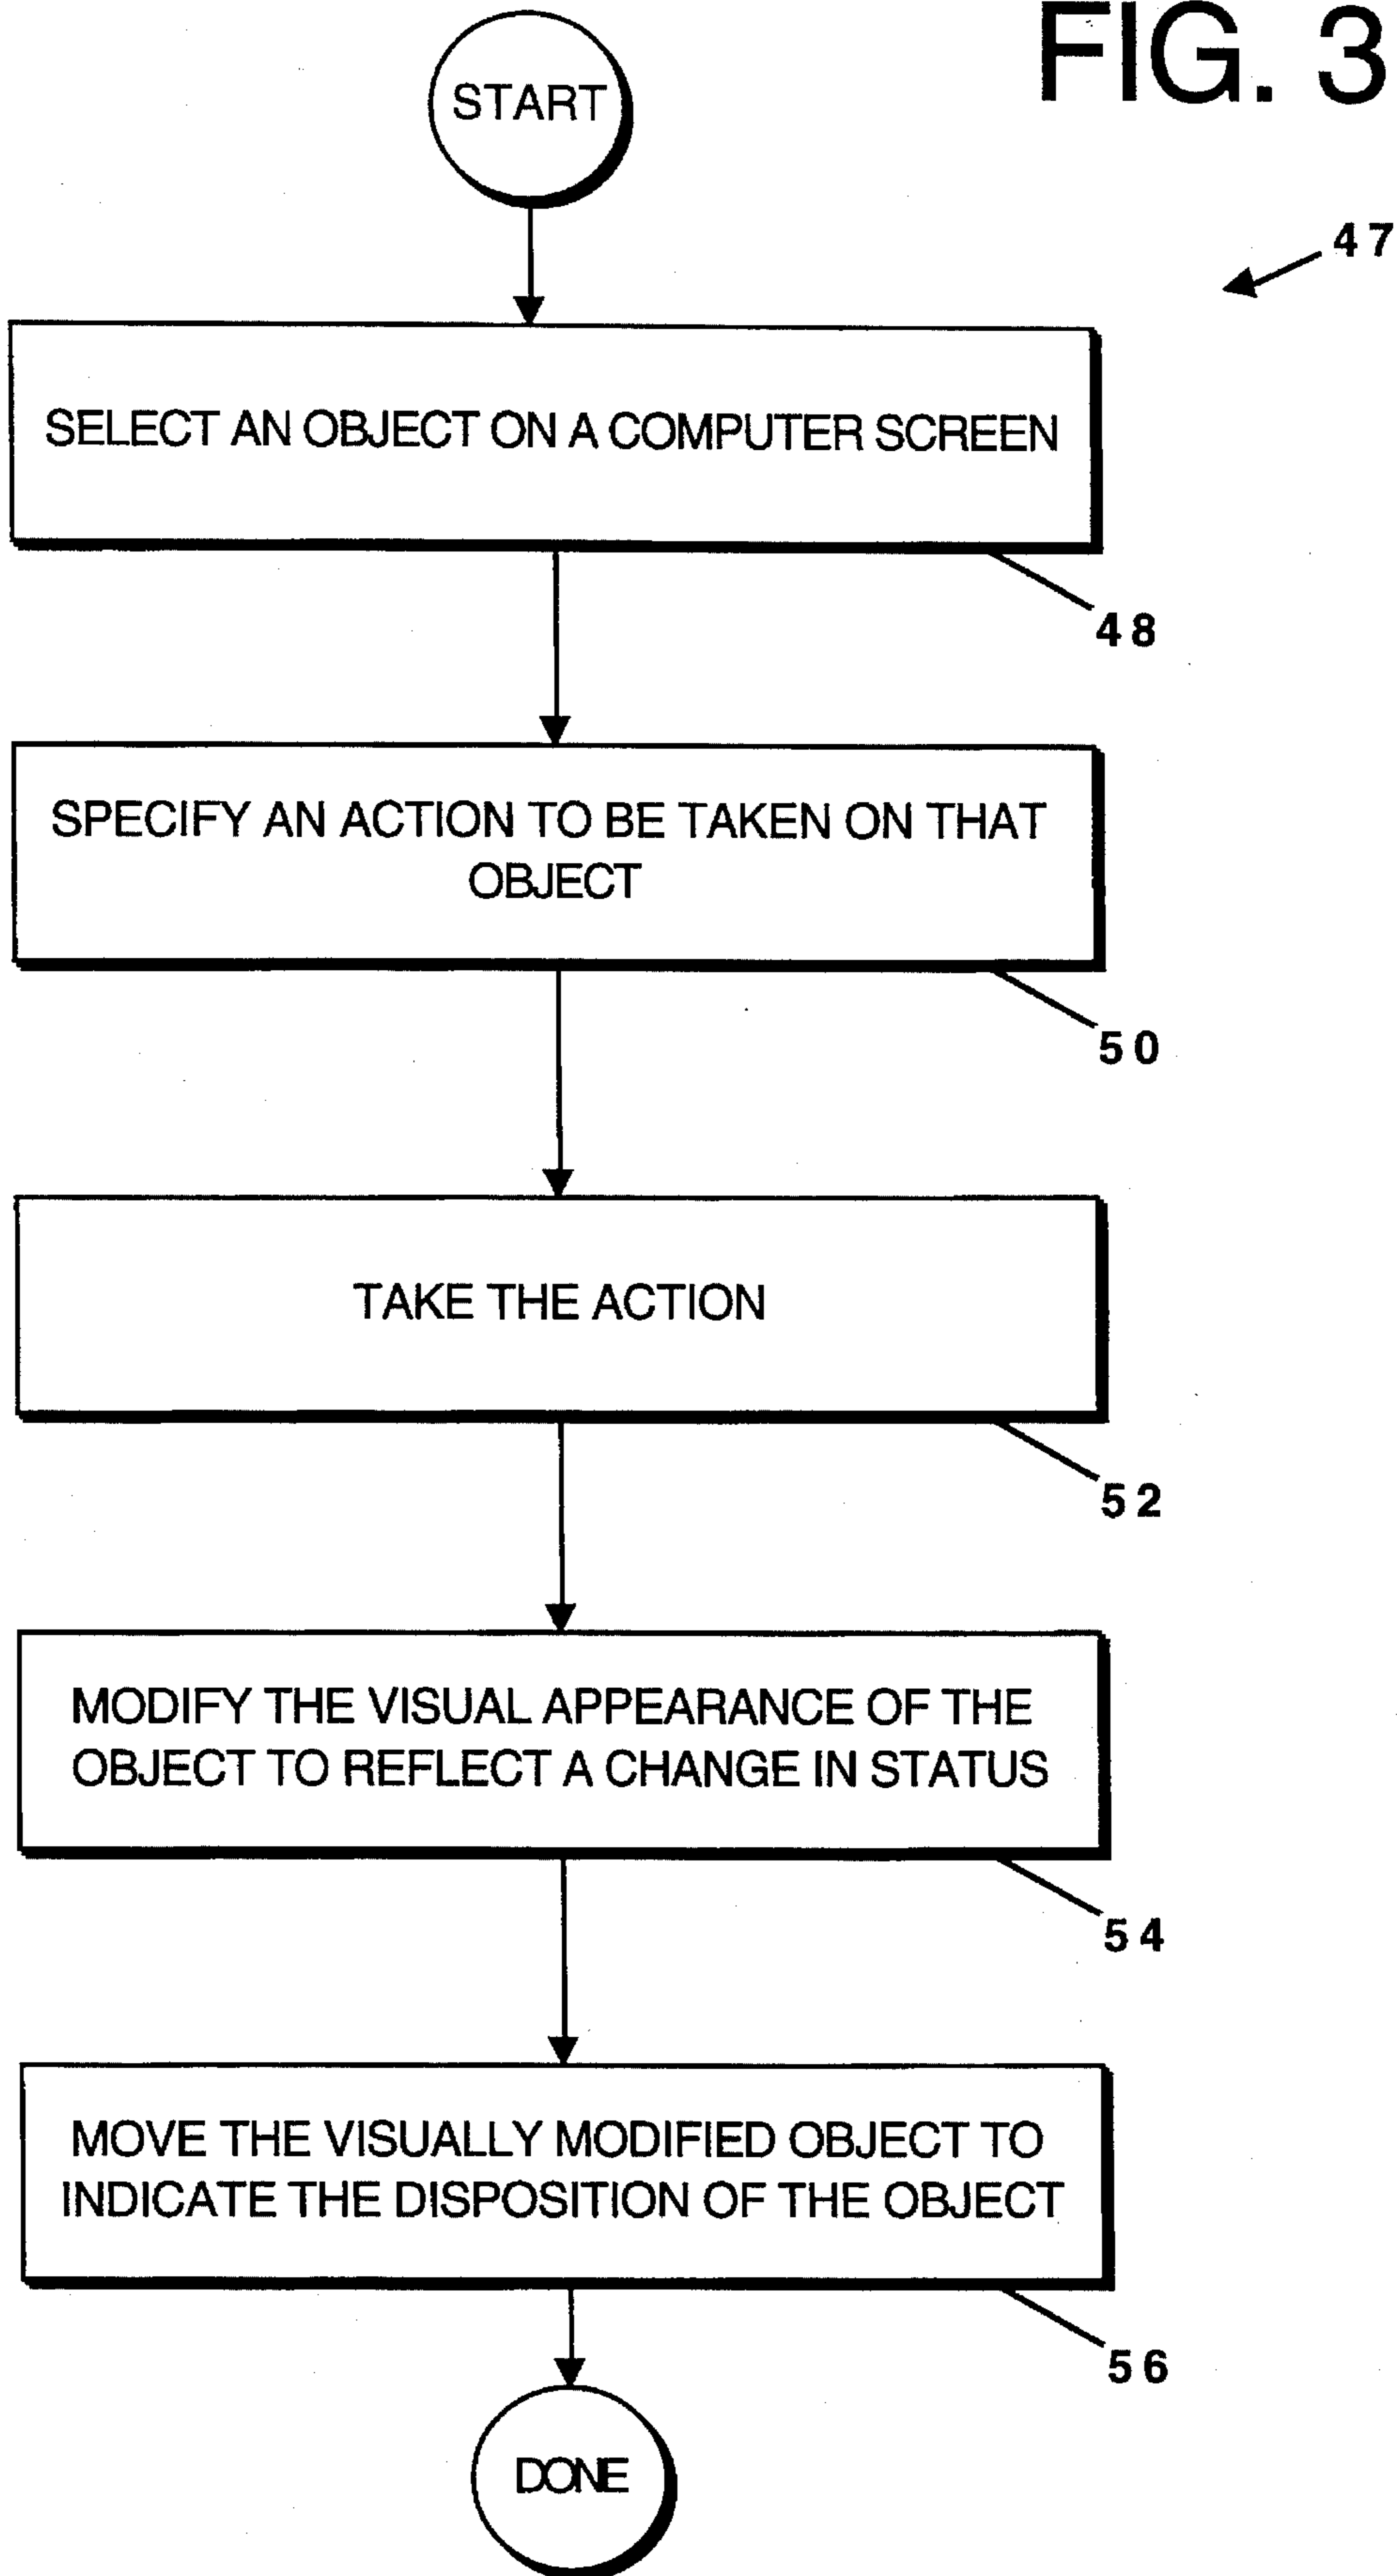 FIG. 3
START
47
SELECT AN OBJECT ON A COMPUTER SCREEN
48
SPECIFY AN ACTION TO BE TAKEN ON THAT
OBJECT
50
TAKE THE ACTION
52
MODIFY THE VISUAL APPEARANCE OF THE
OBJECT TO REFLECT A CHANGE IN STATUS
54
MOVE THE VISUALLY MODIFIED OBJECT TO
INDICATE THE DISPOSITION OF THE OBJECT
56
DONE